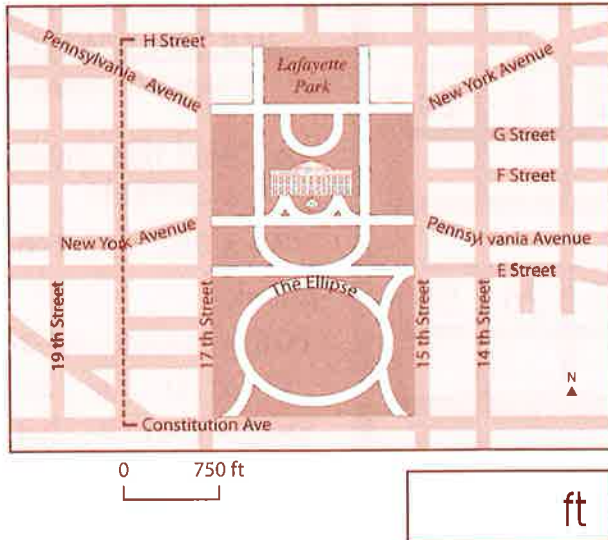 H Street
Pennsylvania Avenue
Lafayette
Park
New York Avenue
G Street
F Street
New York Avenue
Pennsylvania Avenue
E Street
The Ellipse
19 th Street
17 th Street
15 th Street
14 th Street
N
Constitution Ave
0 750 ft
ft